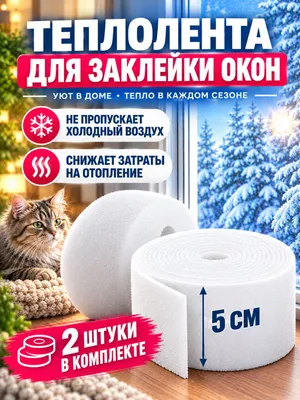 ТЕПЛОЛЕНТА
ДЛЯ ЗАКЛЕЙКИ ОКОН
УЮТ В ДОМЕ • ТЕПЛО В КАЖДОМ СЕЗОНЕ
НЕ ПРОПУСКАЕТ
ХОЛОДНЫЙ ВОЗДУХ
СНИЖАЕТ ЗАТРАТЫ
НА ОТОПЛЕНИЕ
5 СМ
2 ШТУКИ
В КОМПЛЕКТЕ